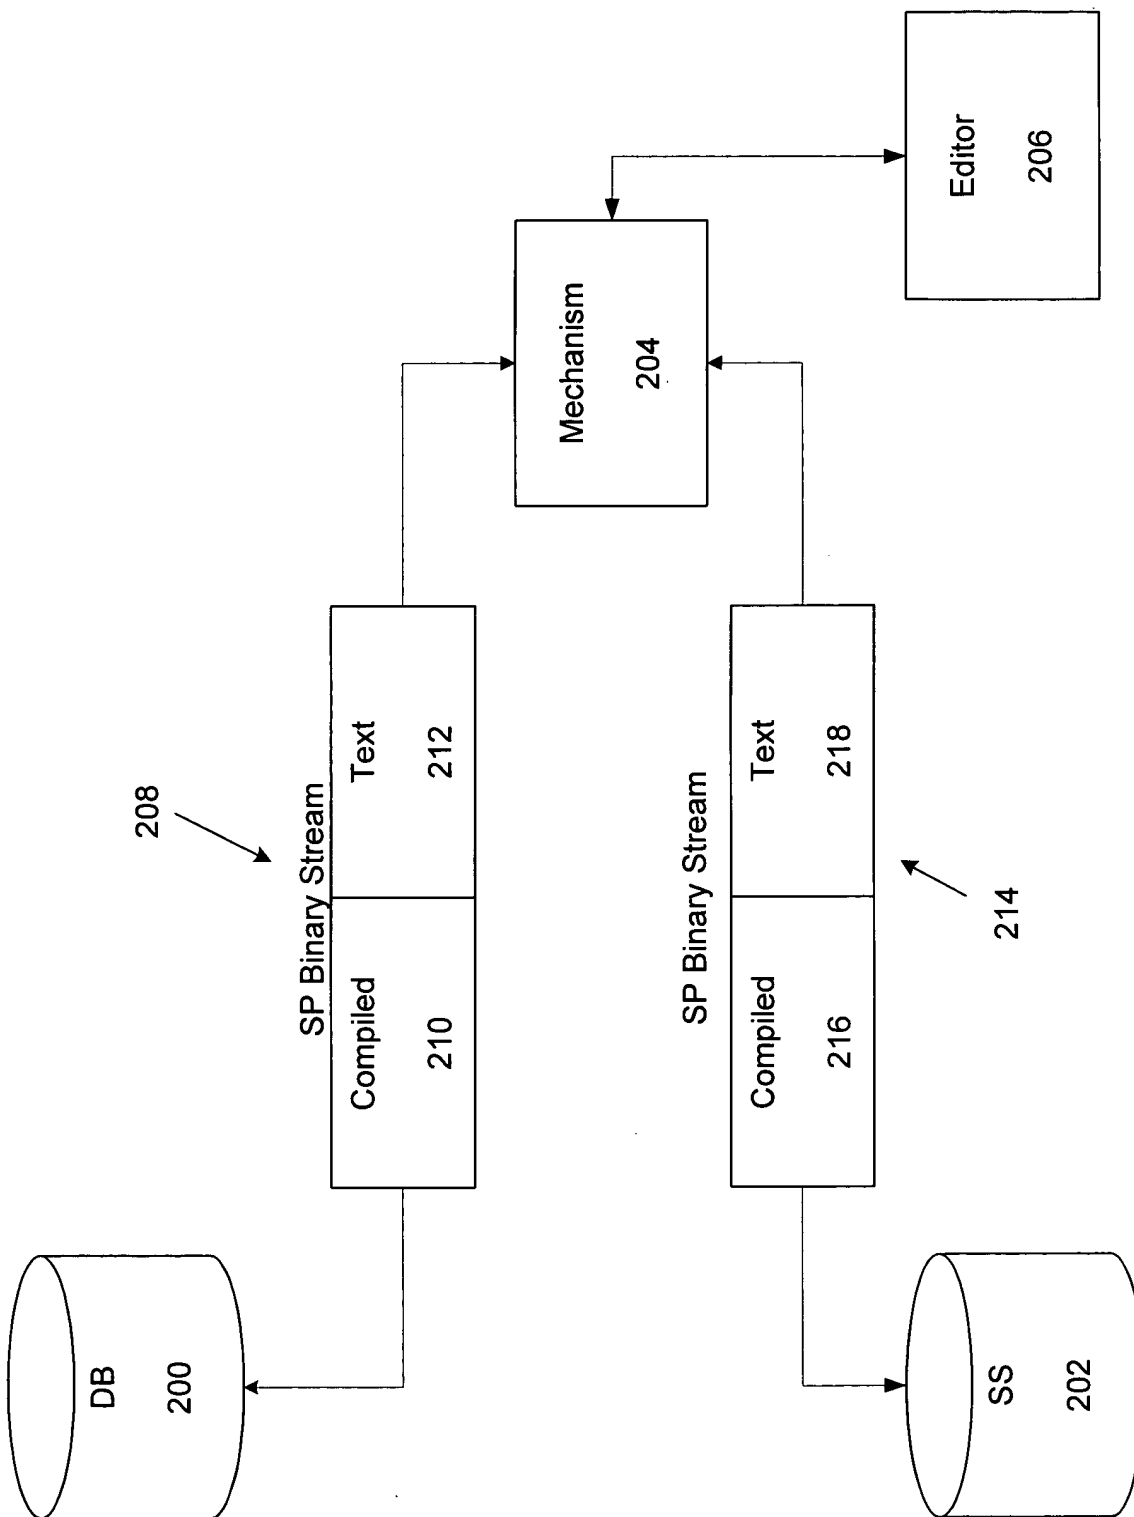 DB
200
208
SP Binary Stream
Compiled
210
Text
212
Mechanism
204
SP Binary Stream
Compiled
216
Text
218
SS
202
214
Editor
206